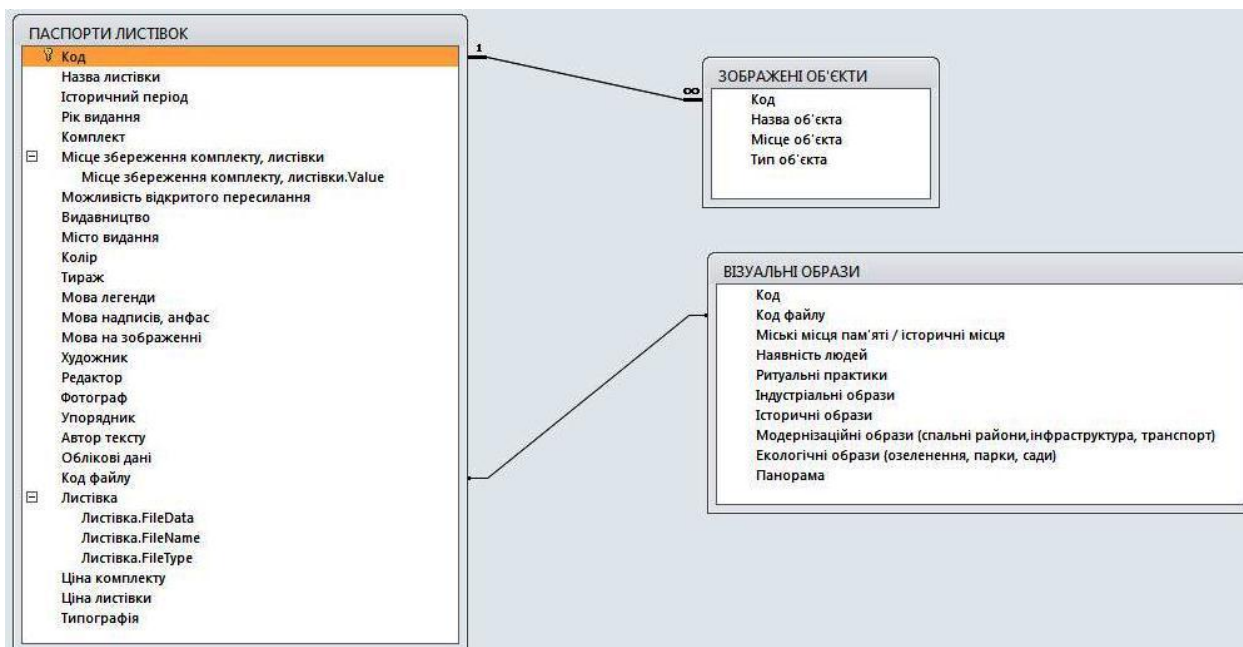 ПАСПОРТИ ЛИСТІВОК
Код
Назва листівки
Історичний період
Рік видання
Комплект
Місце збереження комплекту, листівки
Місце збереження комплекту, листівки.Value
Можливість відкритого пересилання
Видавництво
Місто видання
Колір
Тираж
Мова легенди
Мова надписів, анфас
Мова на зображенні
Художник
Редактор
Фотограф
Упорядник
Автор тексту
Облікові дані
Код файлу
Листівка
Листівка.FileData
Листівка.FileName
Листівка.FileType
Ціна комплекту
Ціна листівки
Типографія
1
∞
ЗОБРАЖЕНІ ОБ'ЄКТИ
Код
Назва об'єкта
Місце об'єкта
Тип об'єкта
ВІЗУАЛЬНІ ОБРАЗИ
Код
Код файлу
Міські місця пам'яті / історичні місця
Наявність людей
Ритуальні практики
Індустріальні образи
Історичні образи
Модернізаційні образи (спальні райони,інфраструктура, транспорт)
Екологічні образи (озеленення, парки, сади)
Панорама